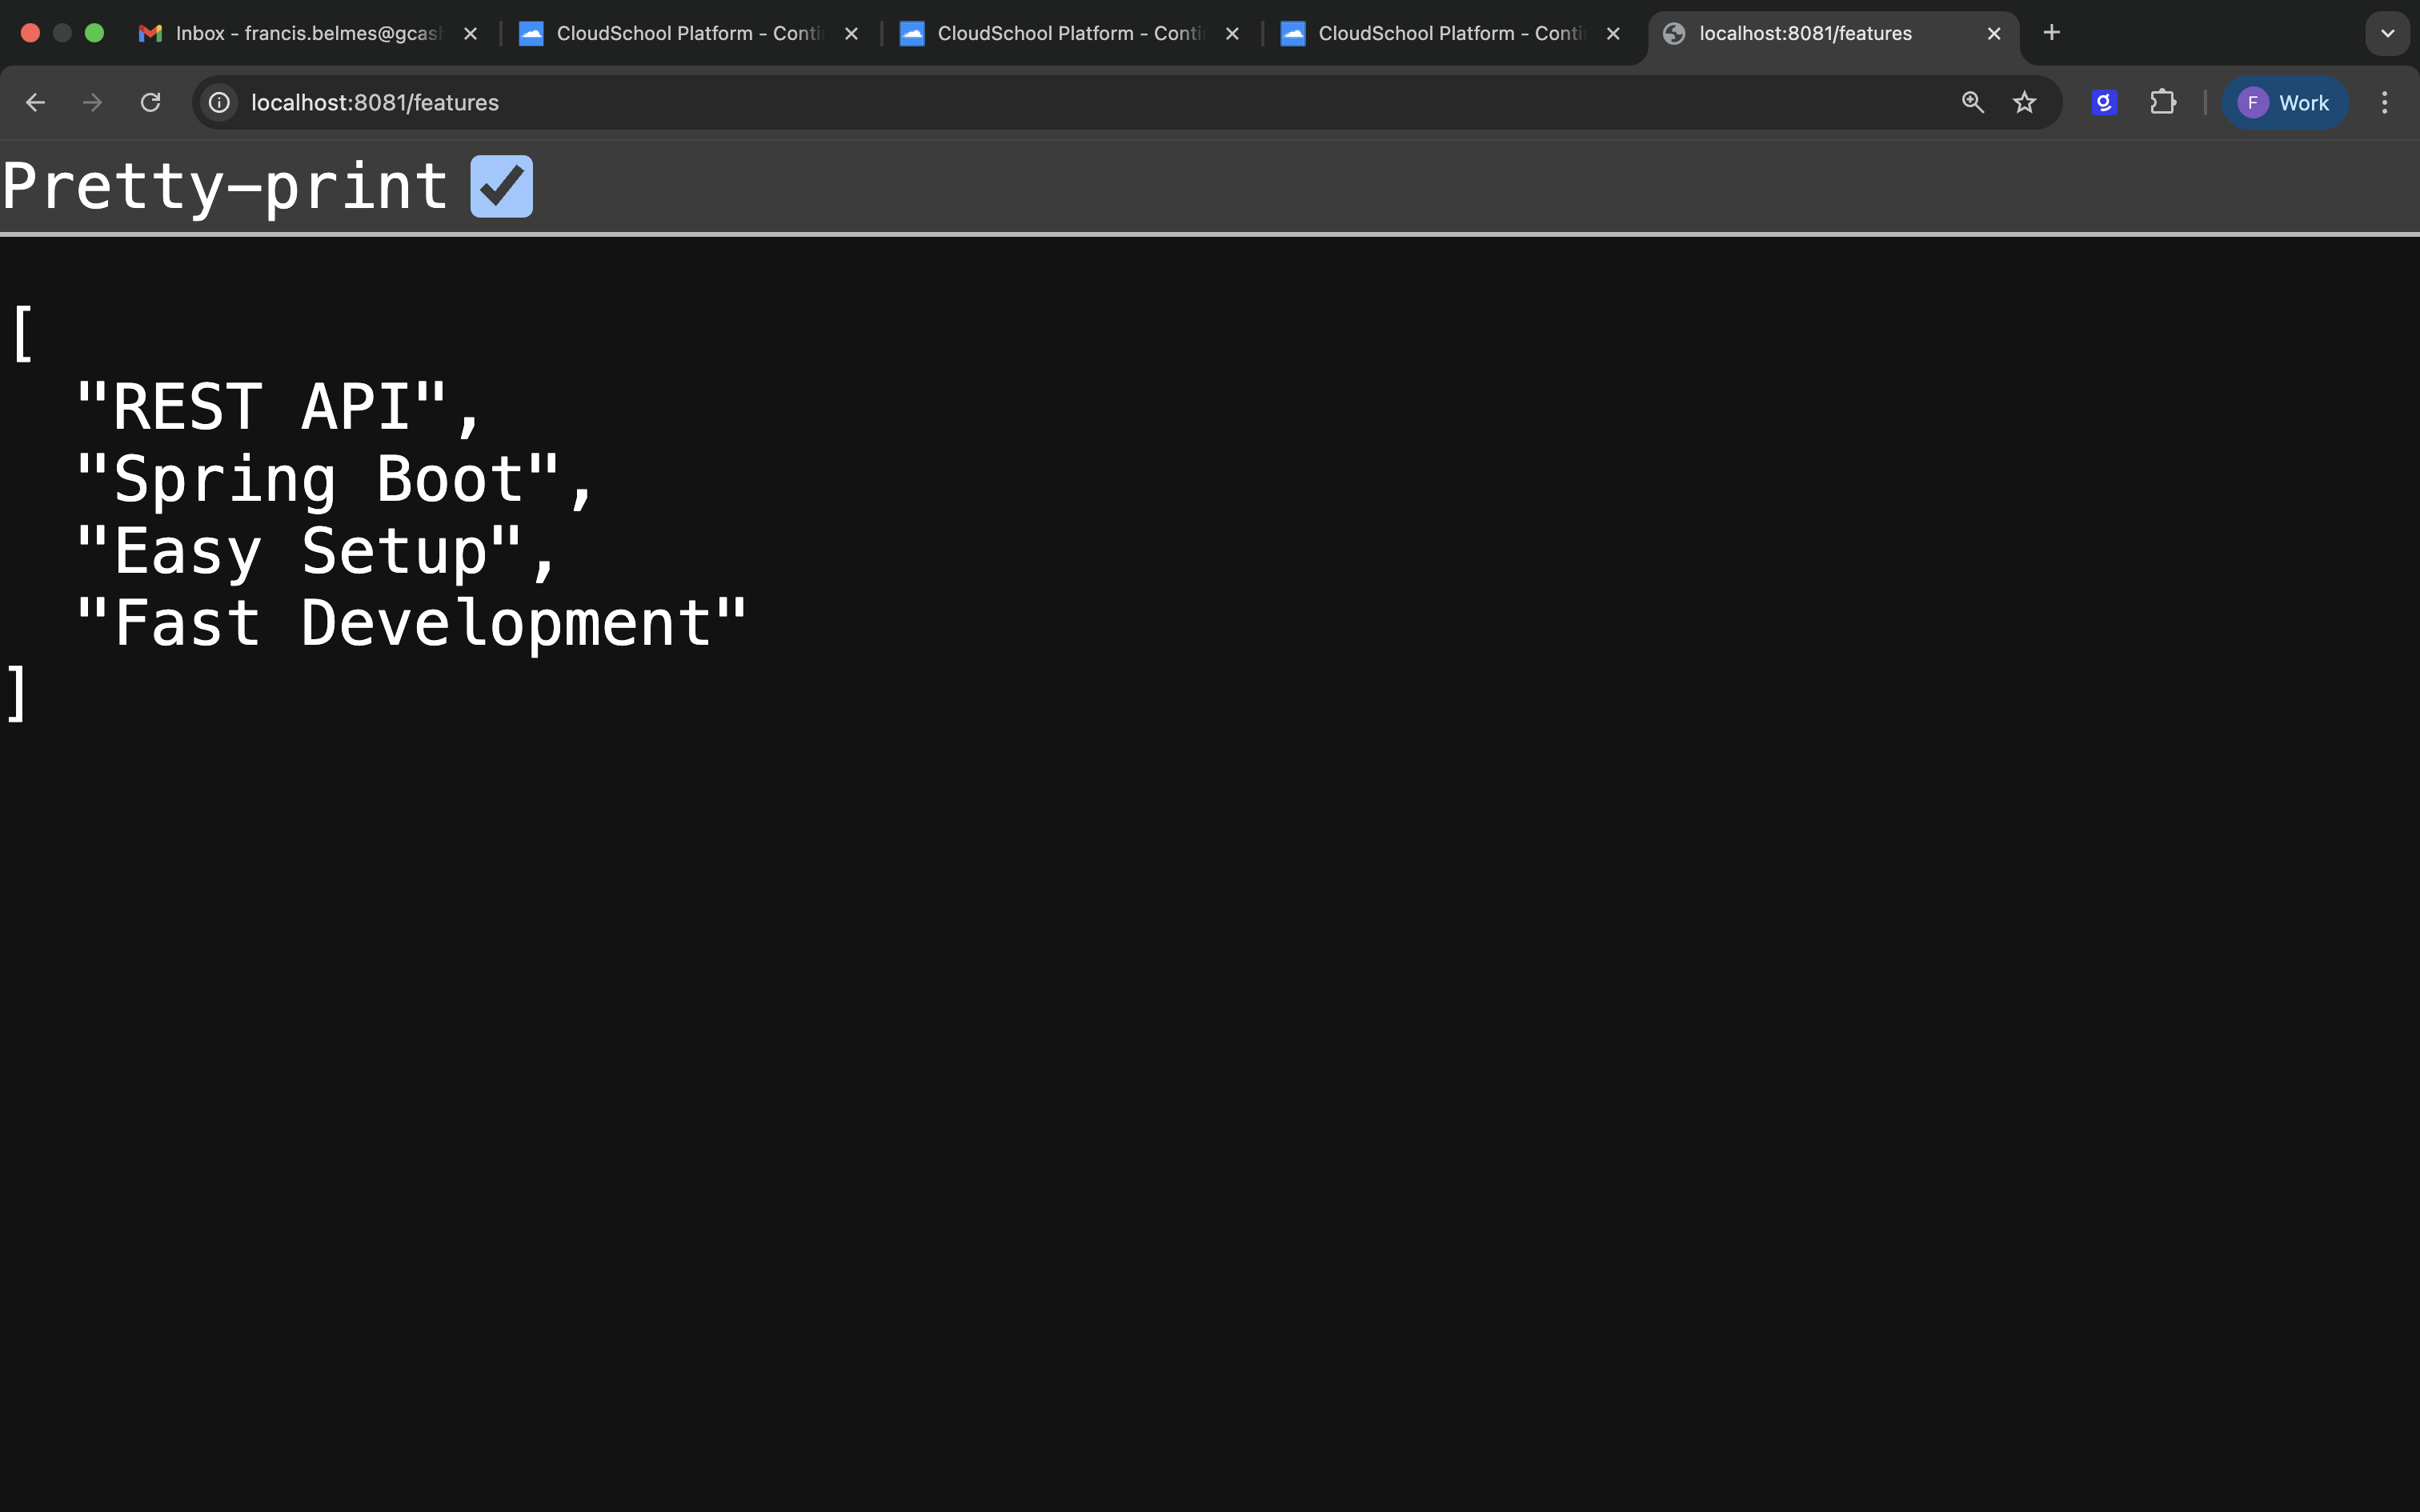 Inbox - francis.belmes@gcash
CloudSchool Platform - Conti
CloudSchool Platform - Conti
CloudSchool Platform - Conti
localhost:8081/features
localhost:8081/features
F Work
Pretty-print
[
"REST API",
"Spring Boot",
"Easy Setup",
"Fast Development"
]